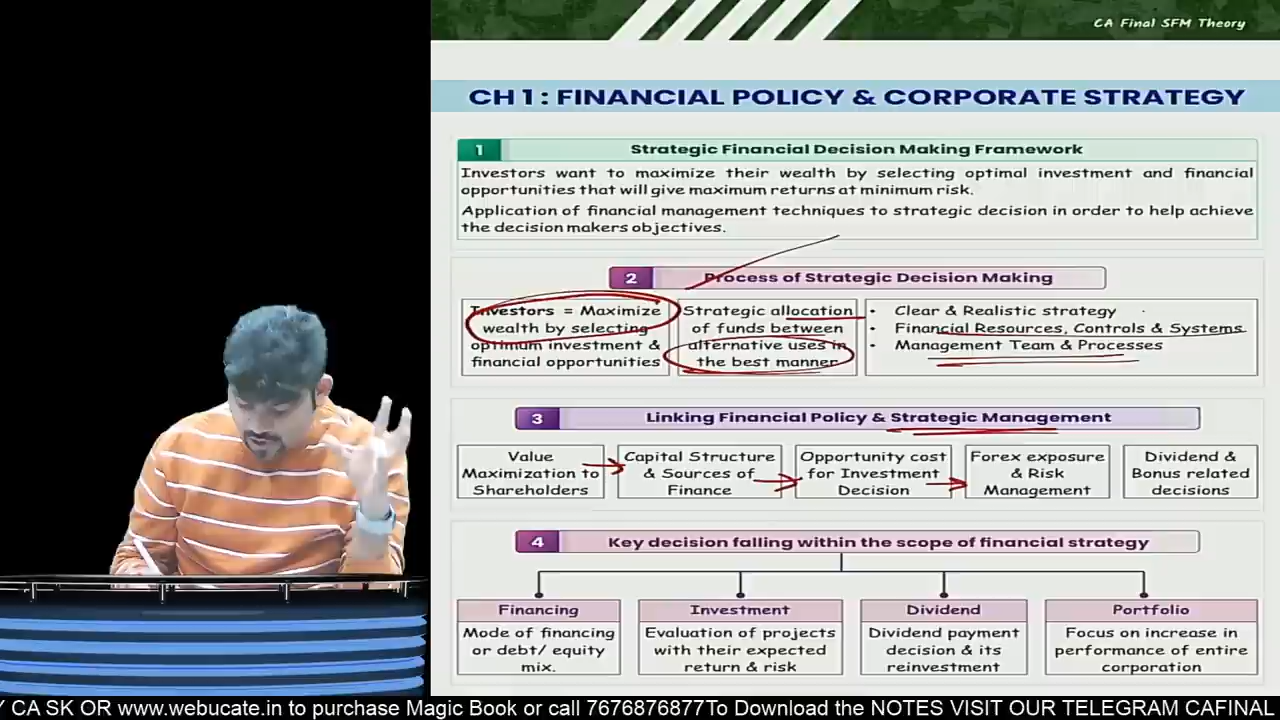 CA Final SFM Theory
CH 1 : FINANCIAL POLICY & CORPORATE STRATEGY
1 Strategic Financial Decision Making Framework
Investors want to maximize their wealth by selecting optimal investment and financial
opportunities that will give maximum returns at minimum risk.
Application of financial management techniques to strategic decision in order to help achieve
the decision makers objectives.
2 Process of Strategic Decision Making
Investors = Maximize
wealth by selecting
optimum investment &
financial opportunities
Strategic allocation
of funds between
alternative uses in
the best manner
• Clear & Realistic strategy
• Financial Resources, Controls & Systems
• Management Team & Processes
3 Linking Financial Policy & Strategic Management
Value
Maximization to
Shareholders
Capital Structure
& Sources of
Finance
Opportunity cost
for Investment
Decision
Forex exposure
& Risk
Management
Dividend &
Bonus related
decisions
4 Key decision falling within the scope of financial strategy
Financing
Mode of financing
or debt/ equity
mix.
Investment
Evaluation of projects
with their expected
return & risk
Dividend
Dividend payment
decision & its
reinvestment
Portfolio
Focus on increase in
performance of entire
corporation
Y CA SK OR www.webucate.in to purchase Magic Book or call 7676876877To Download the NOTES VISIT OUR TELEGRAM CAFINAL